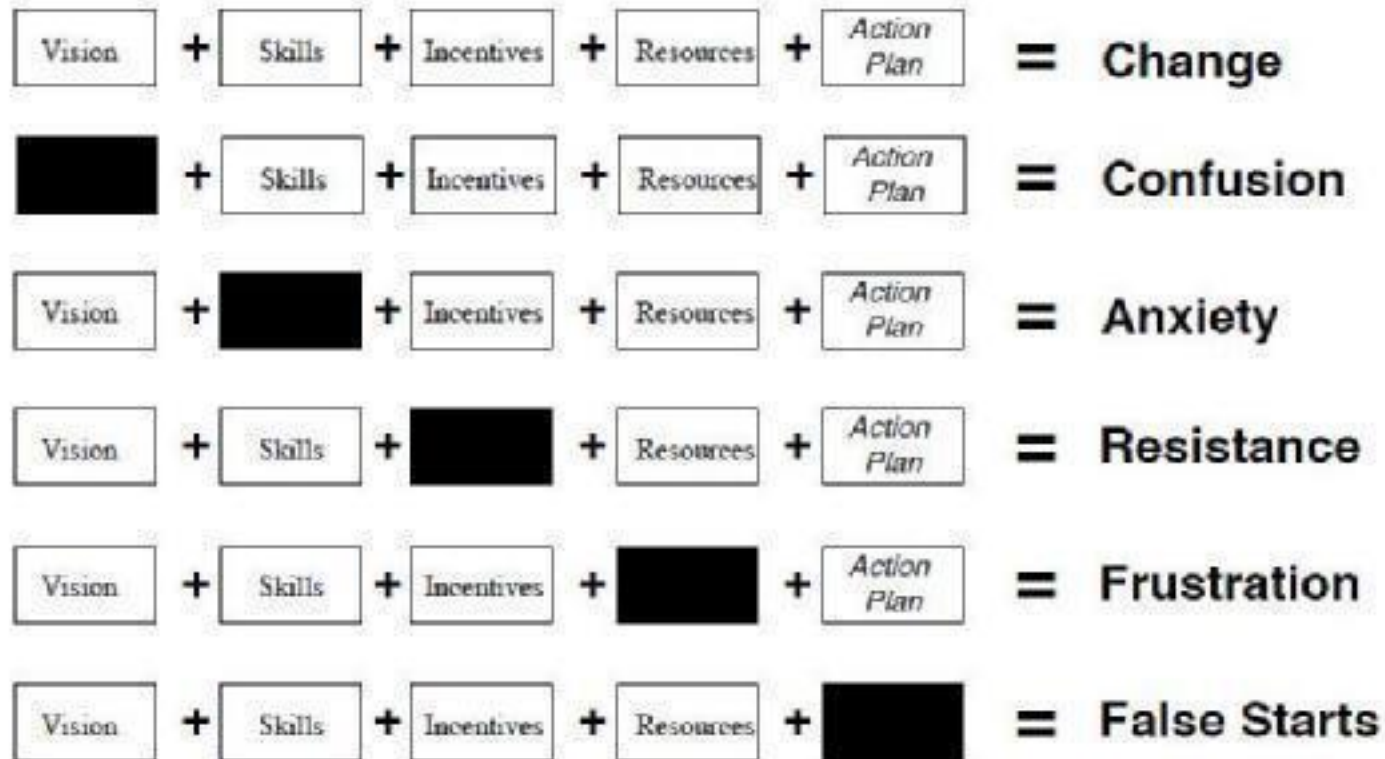 Vision + Skills + Incentives + Resources + Action Plan = Change
+ Skills + Incentives + Resources + Action Plan = Confusion
Vision + + Incentives + Resources + Action Plan = Anxiety
Vision + Skills + + Resources + Action Plan = Resistance
Vision + Skills + Incentives + + Action Plan = Frustration
Vision + Skills + Incentives + Resources + = False Starts